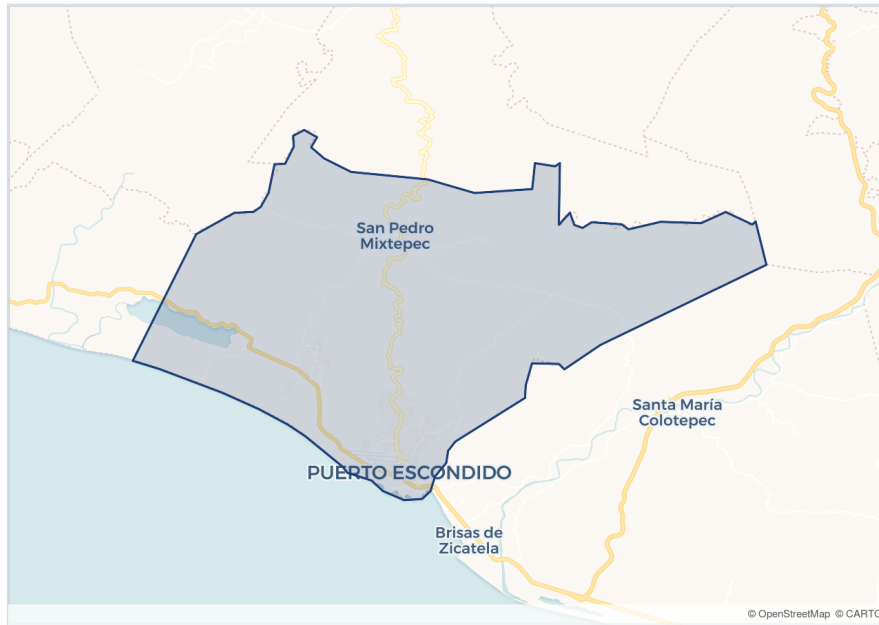 San Pedro
Mixtepec
Santa María
Colotepec
PUERTO ESCONDIDO
Brisas de
Zicatela
© OpenStreetMap © CARTO